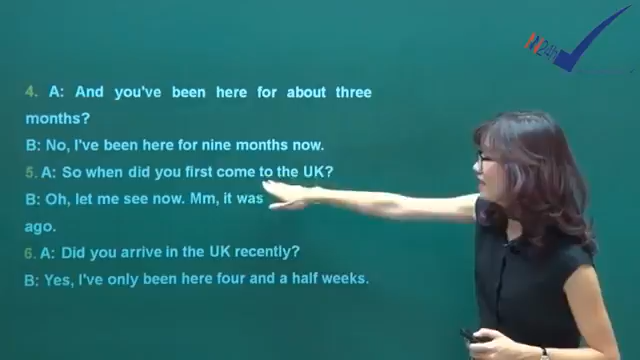 4. A: And you've been here for about three
months?
B: No, I've been here for nine months now.
5. A: So when did you first come to the UK?
B: Oh, let me see now. Mm, it was
ago.
6. A: Did you arrive in the UK recently?
B: Yes, I've only been here four and a half weeks.